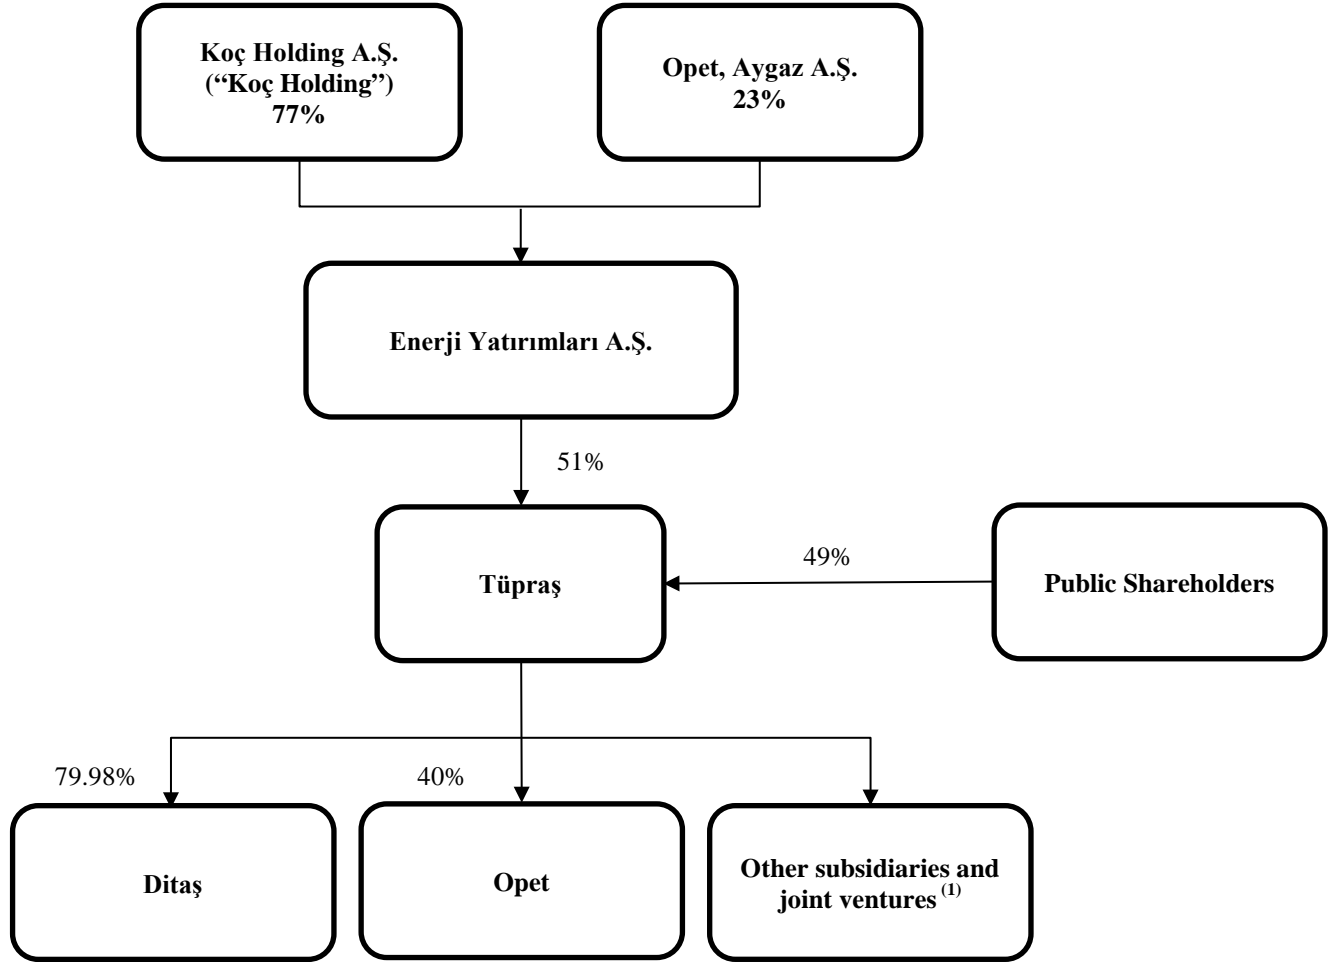 Koç Holding A.Ş.
(“Koç Holding”)
77%
Opet, Aygaz A.Ş.
23%
Enerji Yatırımları A.Ş.
51%
Tüpraş
49%
Public Shareholders
79.98%
40%
Ditaş
Opet
Other subsidiaries and
joint ventures (1)